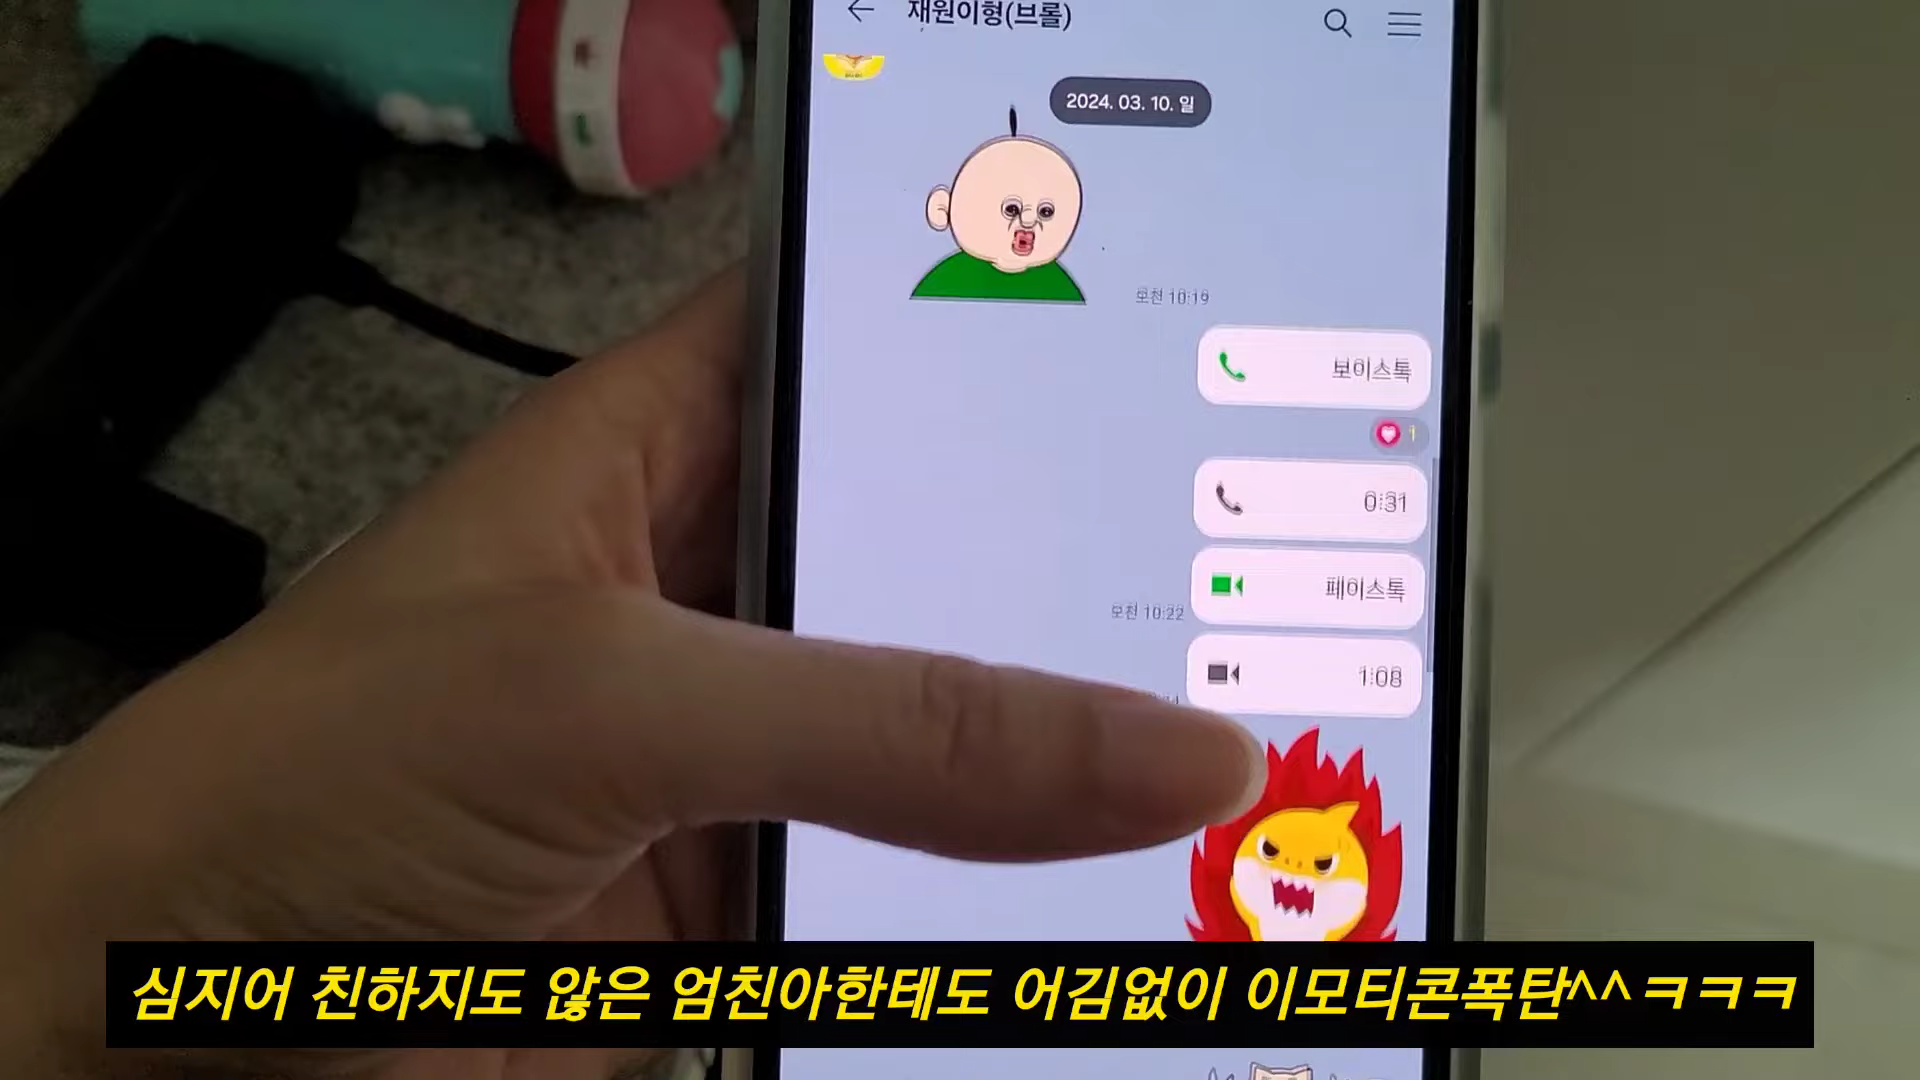 재원이형(브롤)
2024. 03. 10. 일
오전 10:19
보이스톡
1
0:31
페이스톡
오전 10:22
1:08
심지어 친하지도 않은 엄친아한테도 어김없이 이모티콘폭탄^^ㅋㅋㅋ